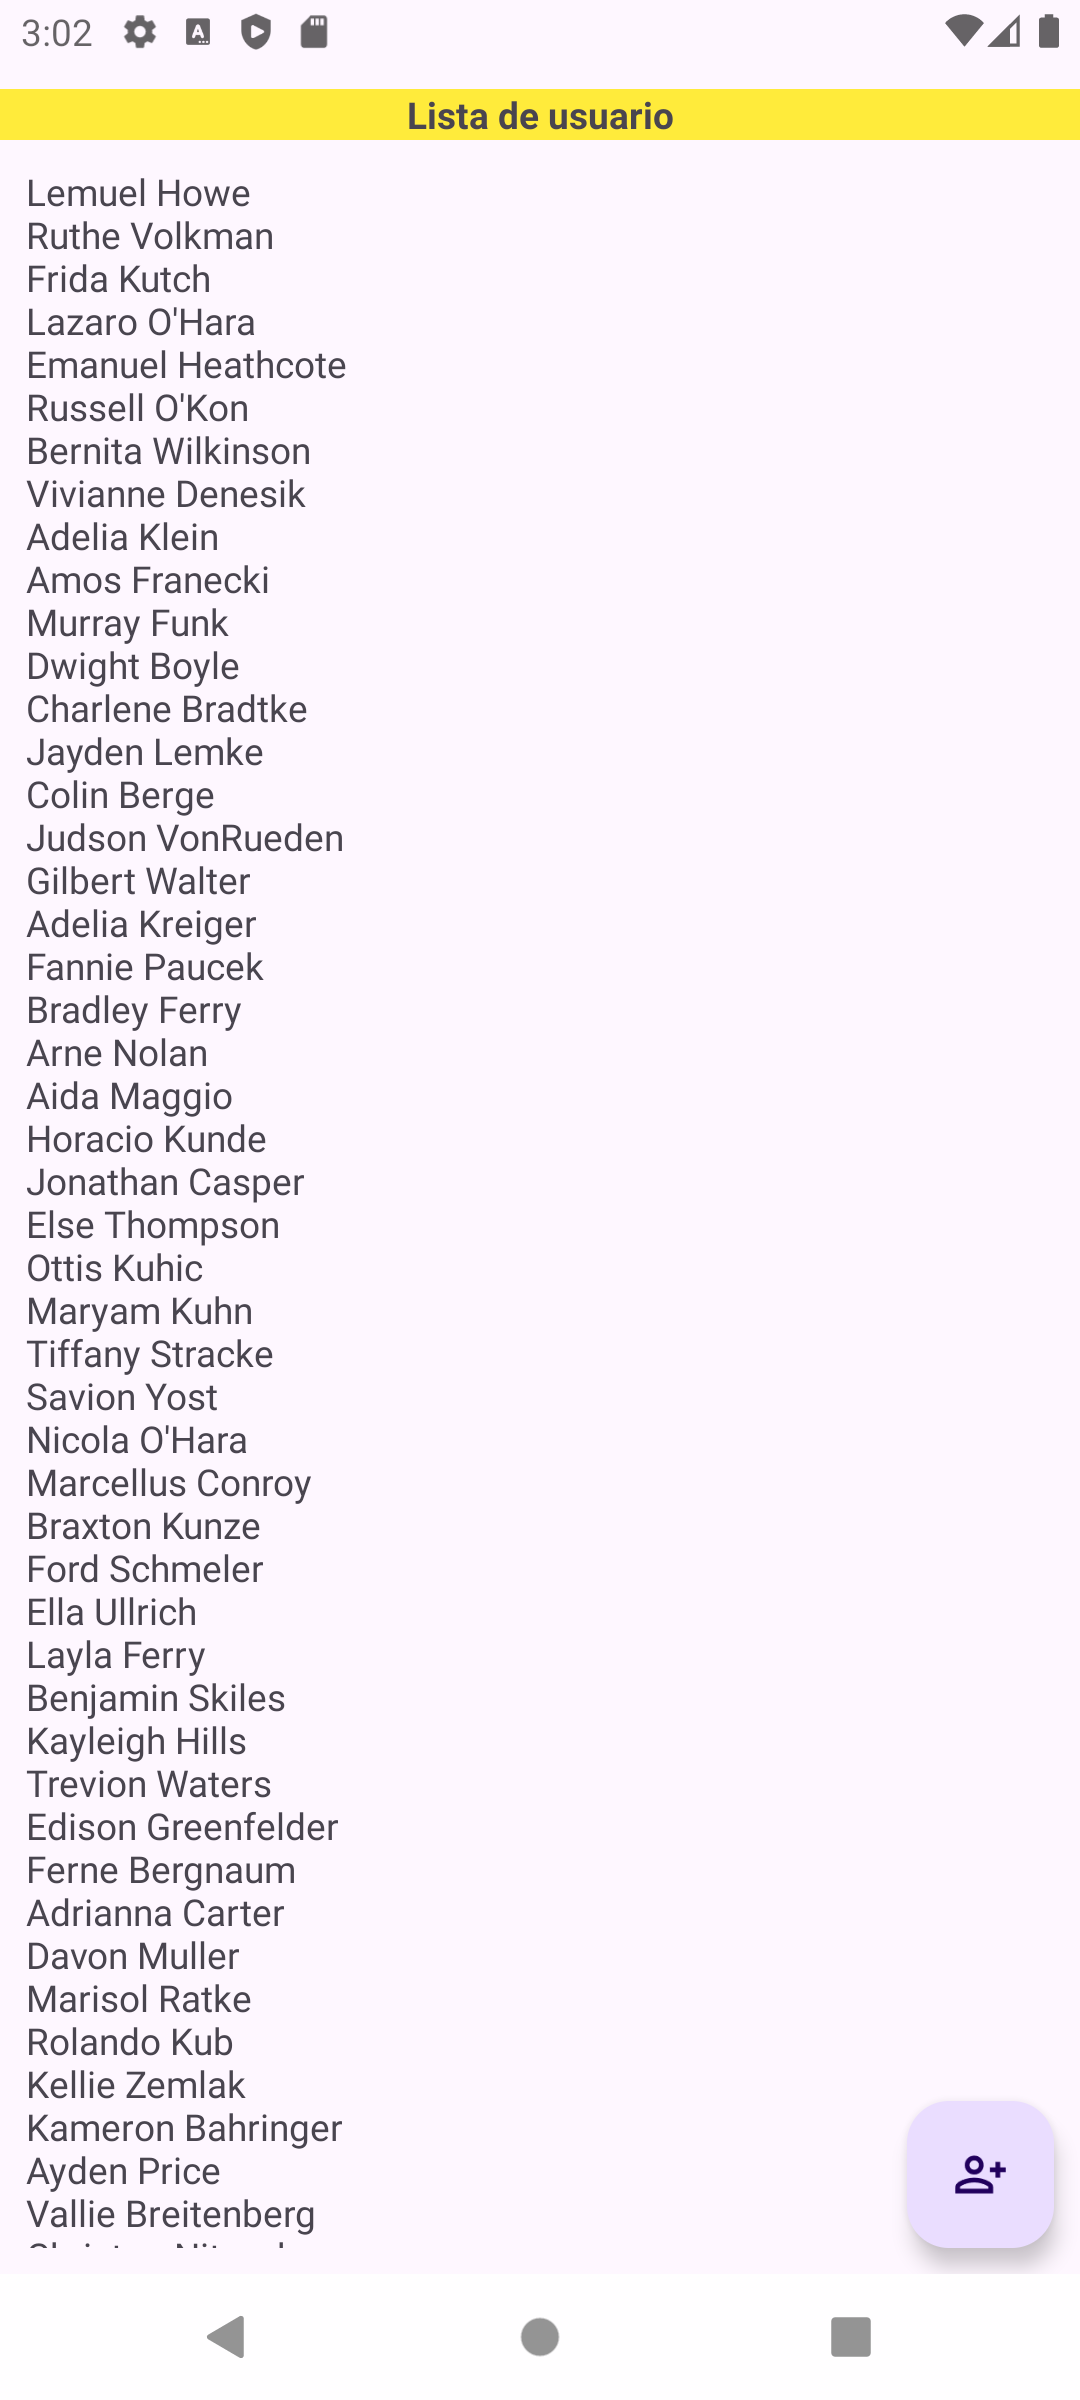 3:02
Lista de usuario
Lemuel Howe
Ruthe Volkman
Frida Kutch
Lazaro O'Hara
Emanuel Heathcote
Russell O'Kon
Bernita Wilkinson
Vivianne Denesik
Adelia Klein
Amos Franecki
Murray Funk
Dwight Boyle
Charlene Bradtke
Jayden Lemke
Colin Berge
Judson VonRueden
Gilbert Walter
Adelia Kreiger
Fannie Paucek
Bradley Ferry
Arne Nolan
Aida Maggio
Horacio Kunde
Jonathan Casper
Else Thompson
Ottis Kuhic
Maryam Kuhn
Tiffany Stracke
Savion Yost
Nicola O'Hara
Marcellus Conroy
Braxton Kunze
Ford Schmeler
Ella Ullrich
Layla Ferry
Benjamin Skiles
Kayleigh Hills
Trevion Waters
Edison Greenfelder
Ferne Bergnaum
Adrianna Carter
Davon Muller
Marisol Ratke
Rolando Kub
Kellie Zemlak
Kameron Bahringer
Ayden Price
Vallie Breitenberg